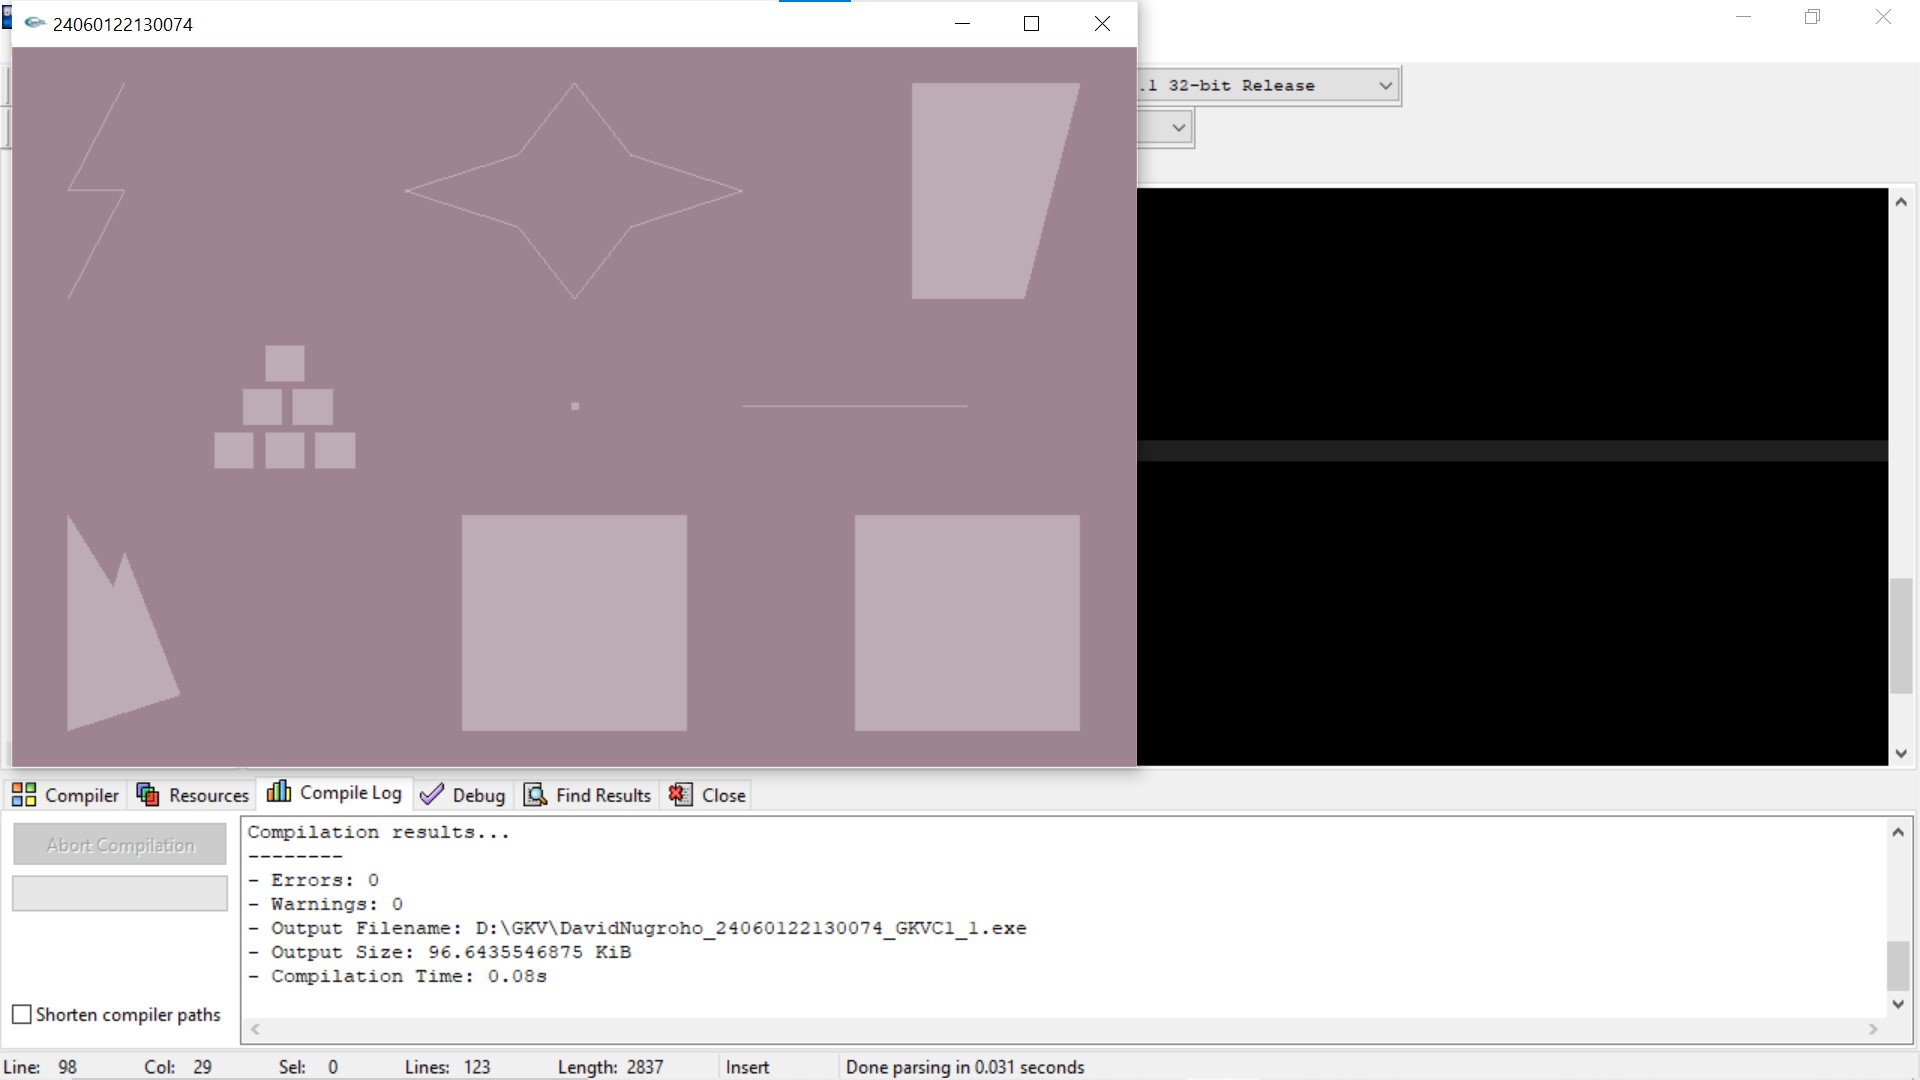 24060122130074
.1 32-bit Release
Compiler
Resources
Compile Log
Debug
Find Results
Close
Abort Compilation
Shorten compiler paths
Compilation results...
--------
- Errors: 0
- Warnings: 0
- Output Filename: D:\GKV\DavidNugroho_24060122130074_GKVC1_1.exe
- Output Size: 96.6435546875 KiB
- Compilation Time: 0.08s
Line: 98 Col: 29 Sel: 0 Lines: 123 Length: 2837 Insert Done parsing in 0.031 seconds